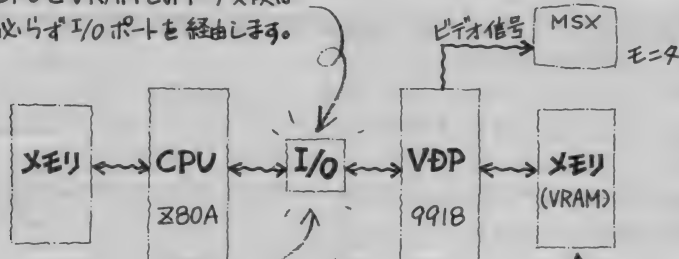 必らずI/Oポートを経由します。
ビデオ信号
MSX
モニタ
メモリ
CPU
Z80A
I/O
VDP
9918
メモリ
(VRAM)